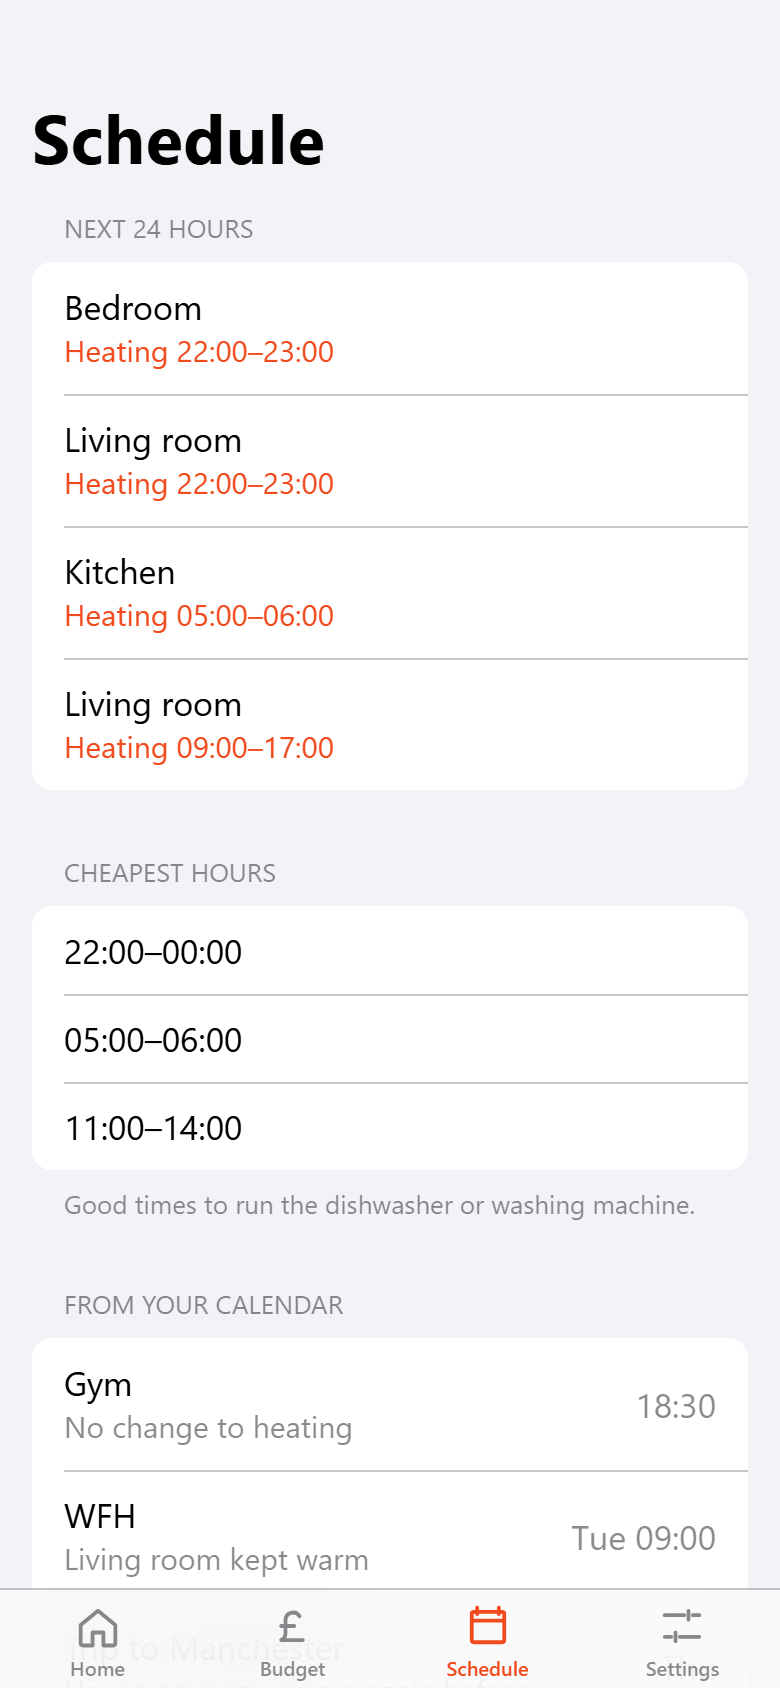 Schedule
NEXT 24 HOURS
Bedroom
Heating 22:00–23:00
Living room
Heating 22:00–23:00
Kitchen
Heating 05:00–06:00
Living room
Heating 09:00–17:00
CHEAPEST HOURS
22:00–00:00
05:00–06:00
11:00–14:00
Good times to run the dishwasher or washing machine.
FROM YOUR CALENDAR
Gym
No change to heating
18:30
WFH
Living room kept warm
Tue 09:00
Trip to Manchester
Home
Budget
Schedule
Settings